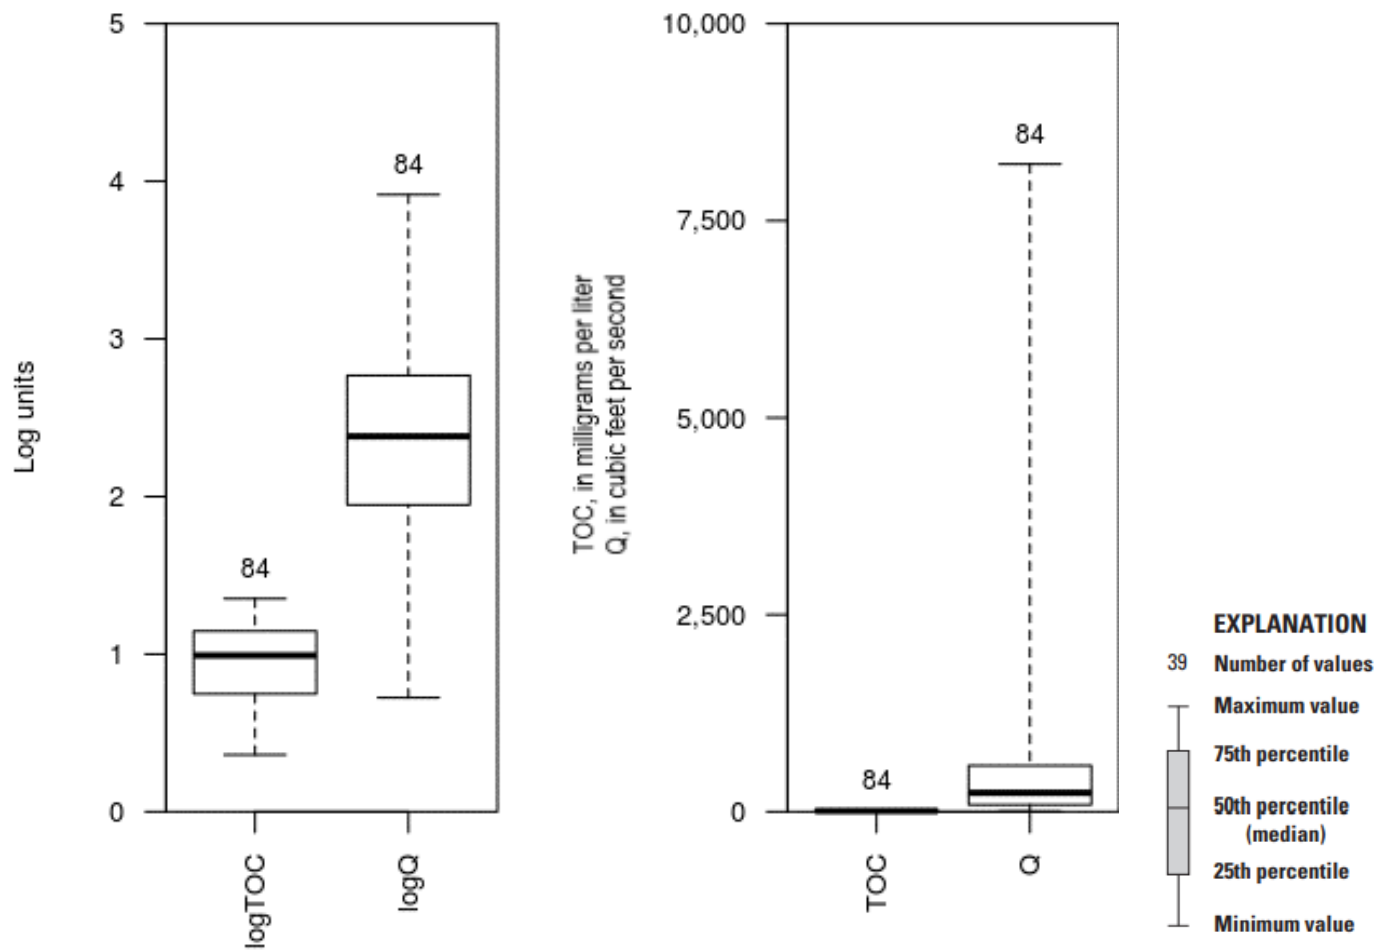 Log units
5
4
3
2
1
0
84
84
logTOC
logQ
TOC, in milligrams per liter
Q, in cubic feet per second
10,000
7,500
5,000
2,500
0
84
84
TOC
Q
EXPLANATION
39 Number of values
Maximum value
75th percentile
50th percentile
(median)
25th percentile
Minimum value